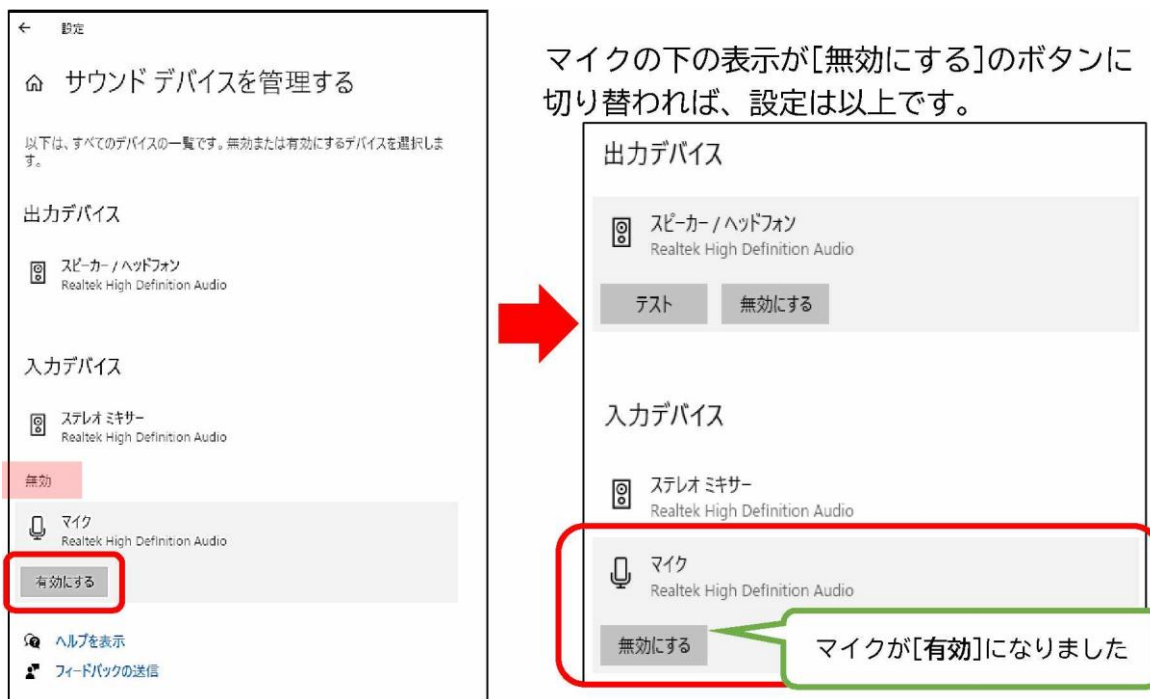 ← 設定
サウンド デバイスを管理する
以下は、すべてのデバイスの一覧です。無効または有効にするデバイスを選択しま
す。
出力デバイス
スピーカー / ヘッドフォン
Realtek High Definition Audio
入力デバイス
ステレオ ミキサー
Realtek High Definition Audio
無効
マイク
Realtek High Definition Audio
有効にする
ヘルプを表示
フィードバックの送信
マイクの下の表示が[無効にする]のボタンに
切り替われば、設定は以上です。
出力デバイス
スピーカー / ヘッドフォン
Realtek High Definition Audio
テスト 無効にする
入力デバイス
ステレオ ミキサー
Realtek High Definition Audio
マイク
Realtek High Definition Audio
無効にする
マイクが[有効]になりました